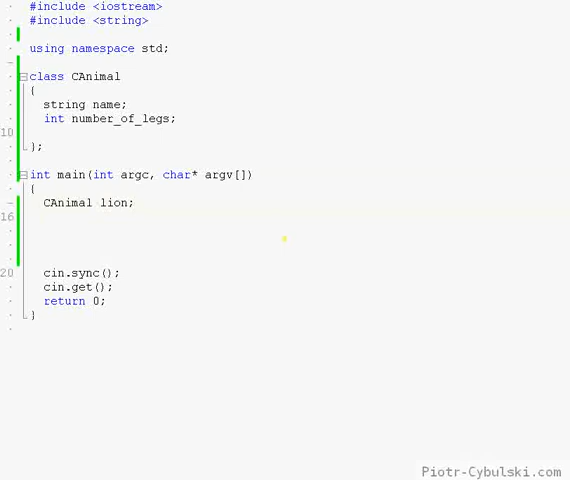 #include <iostream>
#include <string>
using namespace std;
class CAnimal
{
string name;
int number_of_legs;
10
};
int main(int argc, char* argv[])
{
CAnimal lion;
16
20 cin.sync();
cin.get();
return 0;
}
Piotr-Cybulski.com